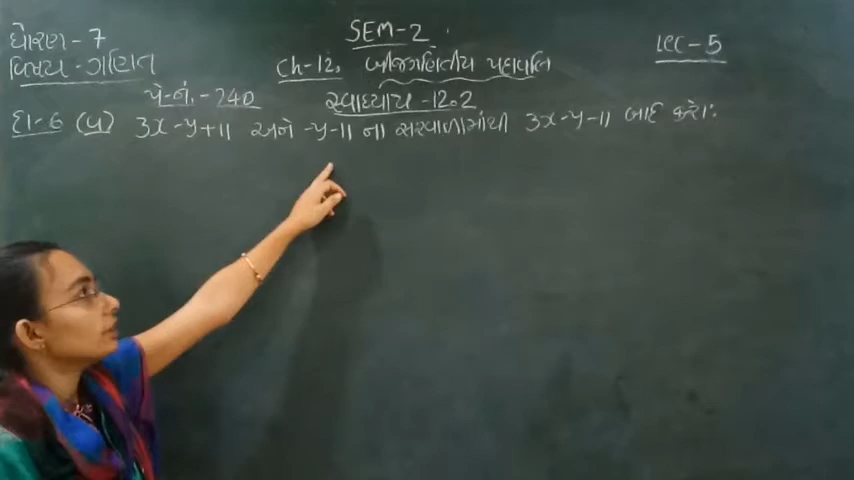 ધોરણ - 7
SEM-2
LEC - 5
વિષય - ગણિત
Ch-12. બીજગણિતીય પદાવલિ
પે.નં. - 240
સ્વાધ્યાય - 12.2
દા-6 (a) 3x-y+11 અને -y-11 ના સરવાળામાંથી 3x-y-11 બાદ કરો: